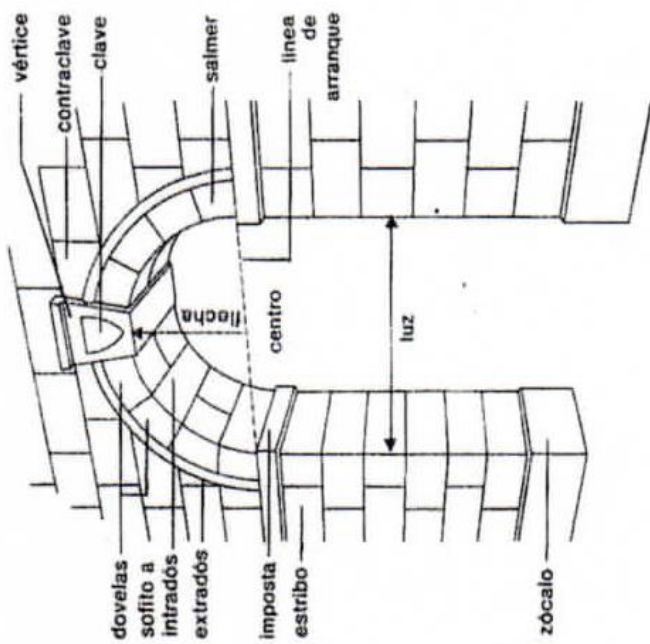 vértice
contraclave
clave
salmer
línea
de
arranque
flecha
centro
luz
dovelas
sofito a
intradós
extradós
imposta
estribo
zócalo